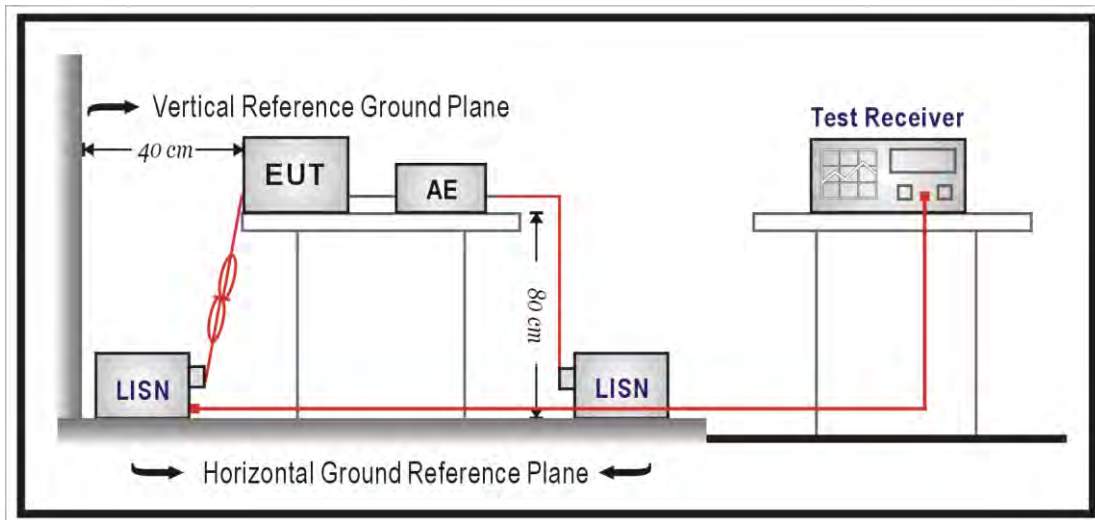 Vertical Reference Ground Plane
Test Receiver
40 cm
EUT
AE
80 cm
LISN
LISN
Horizontal Ground Reference Plane